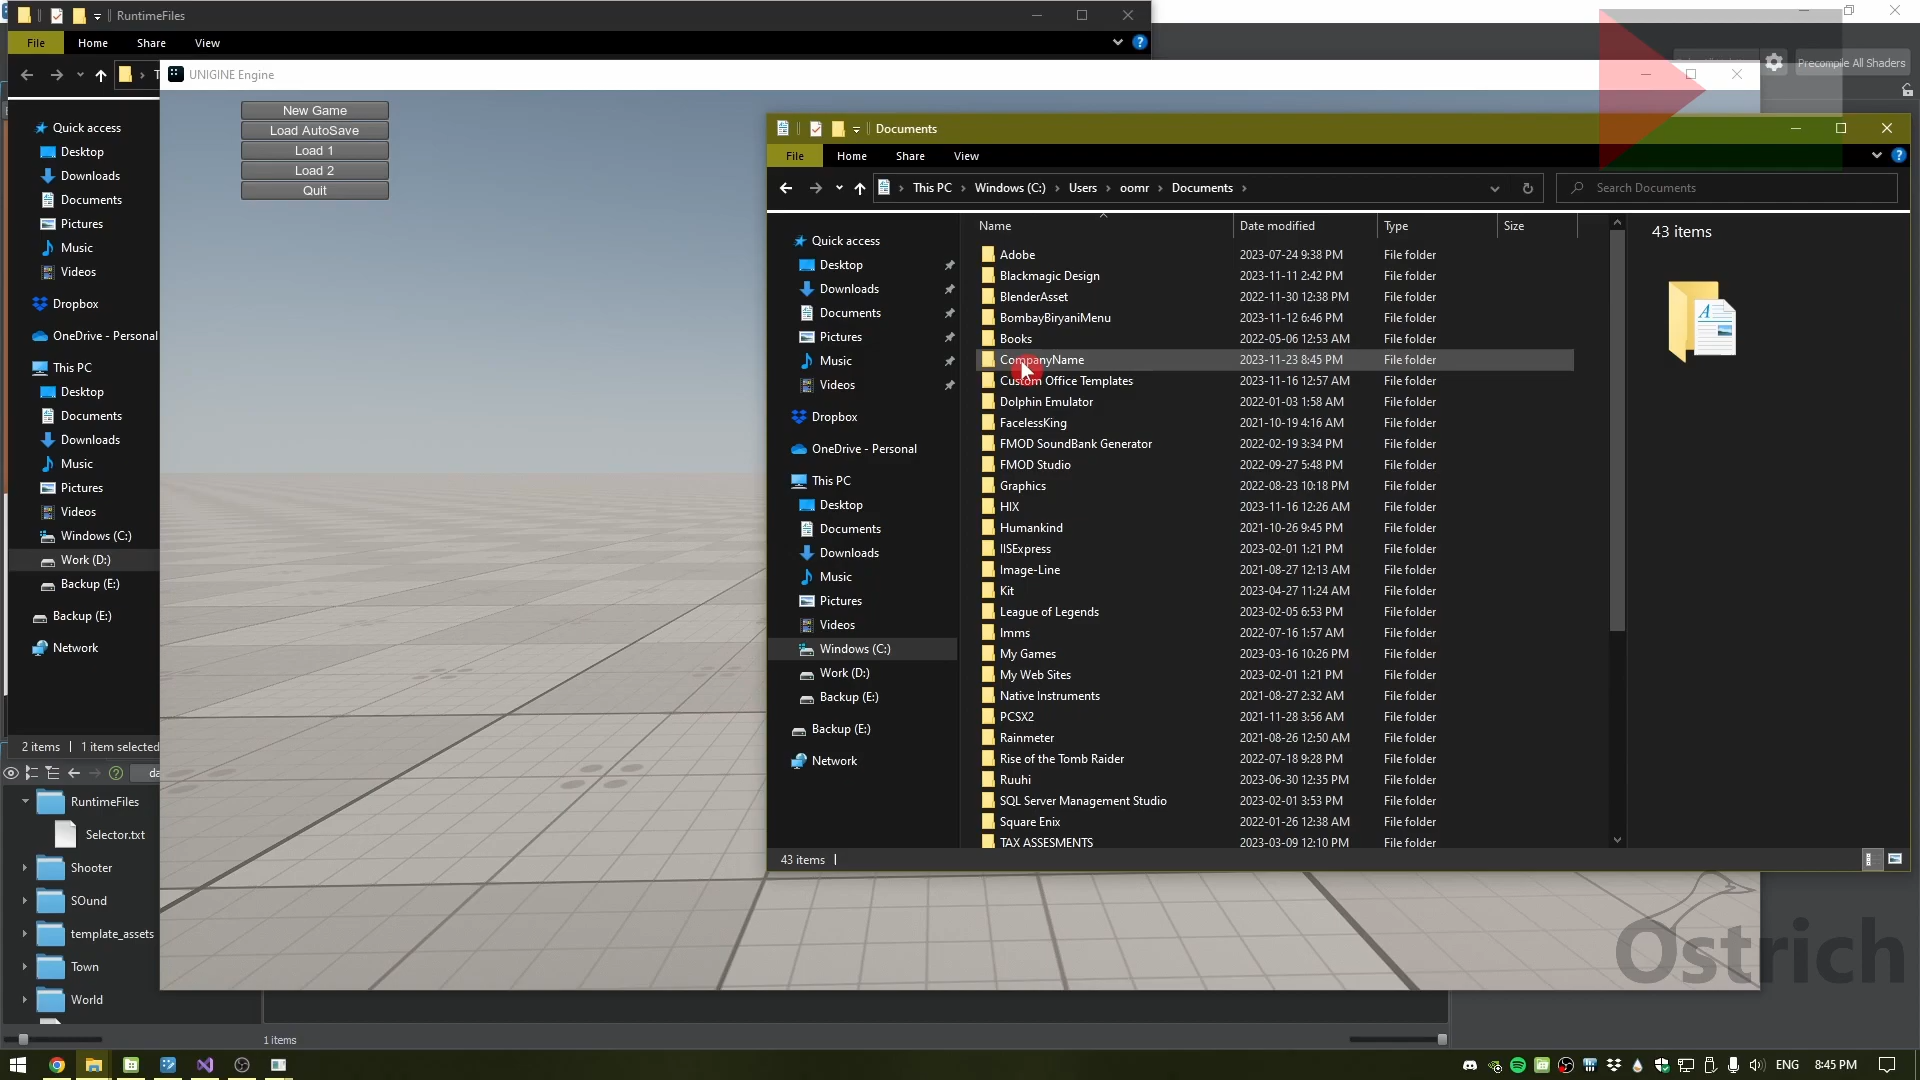 RuntimeFiles
File
Home
Share
View
UNIGINE Engine
Precompile All Shaders
New Game
Load AutoSave
Load 1
Load 2
Quit
Quick access
Desktop
Downloads
Documents
Pictures
Music
Videos
Dropbox
OneDrive - Personal
This PC
Desktop
Documents
Downloads
Music
Pictures
Videos
Windows (C:)
Work (D:)
Backup (E:)
Backup (E:)
Network
2 items
1 item selected
da
RuntimeFiles
Selector.txt
Shooter
SOund
template_assets
Town
World
1 items
Documents
File
Home
Share
View
This PC
Windows (C:)
Users
oomr
Documents
Search Documents
Quick access
Desktop
Downloads
Documents
Pictures
Music
Videos
Dropbox
OneDrive - Personal
This PC
Desktop
Documents
Downloads
Music
Pictures
Videos
Windows (C:)
Work (D:)
Backup (E:)
Backup (E:)
Network
Name Date modified Type Size
Adobe 2023-07-24 9:38 PM File folder
Blackmagic Design 2023-11-11 2:42 PM File folder
BlenderAsset 2022-11-30 12:38 PM File folder
BombayBiryaniMenu 2023-11-12 6:46 PM File folder
Books 2022-05-06 12:53 AM File folder
CompanyName 2023-11-23 8:45 PM File folder
Custom Office Templates 2023-11-16 12:57 AM File folder
Dolphin Emulator 2022-01-03 1:58 AM File folder
FacelessKing 2021-10-19 4:16 AM File folder
FMOD SoundBank Generator 2022-02-19 3:34 PM File folder
FMOD Studio 2022-09-27 5:48 PM File folder
Graphics 2022-08-23 10:18 PM File folder
HIX 2023-11-16 12:26 AM File folder
Humankind 2021-10-26 9:45 PM File folder
IISExpress 2023-02-01 1:21 PM File folder
Image-Line 2021-08-27 12:13 AM File folder
Kit 2023-04-27 11:24 AM File folder
League of Legends 2023-02-05 6:53 PM File folder
Imms 2022-07-16 1:57 AM File folder
My Games 2023-03-16 10:26 PM File folder
My Web Sites 2023-02-01 1:21 PM File folder
Native Instruments 2021-08-27 2:32 AM File folder
PCSX2 2021-11-28 3:56 AM File folder
Rainmeter 2021-08-26 12:50 AM File folder
Rise of the Tomb Raider 2022-07-18 9:28 PM File folder
Ruuhi 2023-06-30 12:35 PM File folder
SQL Server Management Studio 2023-02-01 3:53 PM File folder
Square Enix 2022-01-26 12:38 AM File folder
TAX ASSESMENTS 2023-03-09 12:10 PM File folder
43 items
43 items
Ostrich
ENG
8:45 PM